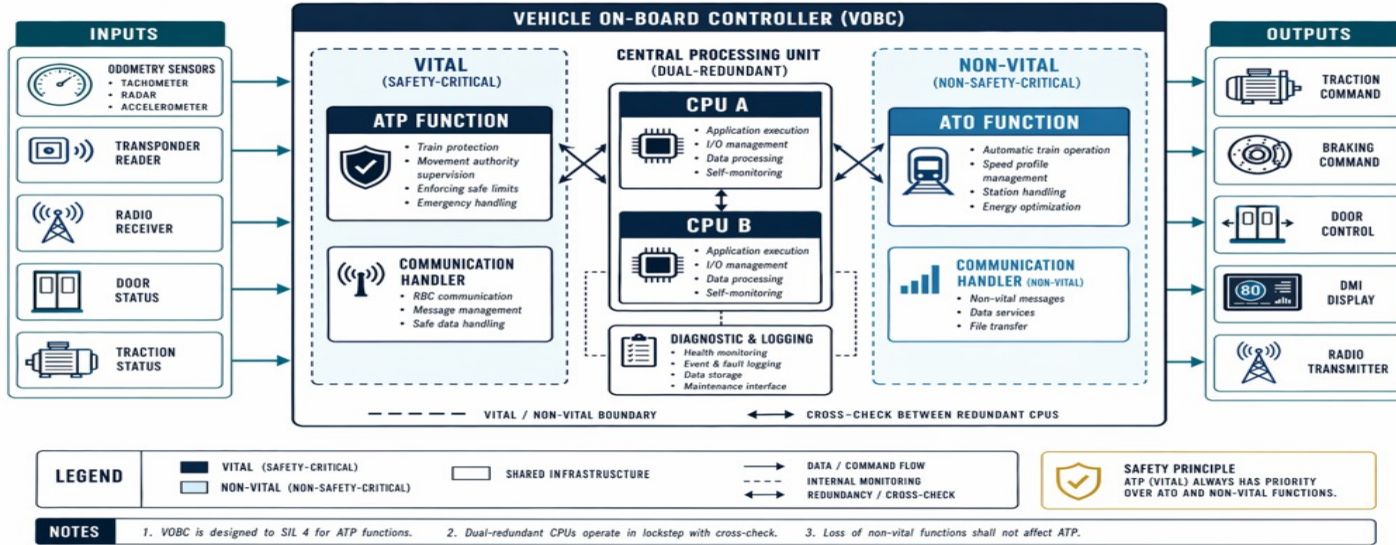 VEHICLE ON-BOARD CONTROLLER (VOBC)
INPUTS
ODOMETRY SENSORS
• TACHOMETER
• RADAR
• ACCELEROMETER
TRANSPONDER
READER
RADIO
RECEIVER
DOOR
STATUS
TRACTION
STATUS
VITAL
(SAFETY-CRITICAL)
ATP FUNCTION
• Train protection
• Movement authority
supervision
• Enforcing safe limits
• Emergency handling
COMMUNICATION
HANDLER
• RBC communication
• Message management
• Safe data handling
CENTRAL PROCESSING UNIT
(DUAL-REDUNDANT)
CPU A
• Application execution
• I/O management
• Data processing
• Self-monitoring
CPU B
• Application execution
• I/O management
• Data processing
• Self-monitoring
DIAGNOSTIC & LOGGING
• Health monitoring
• Event & fault logging
• Data storage
• Maintenance interface
NON-VITAL
(NON-SAFETY-CRITICAL)
ATO FUNCTION
• Automatic train operation
• Speed profile
management
• Station handling
• Energy optimization
COMMUNICATION
HANDLER (NON-VITAL)
• Non-vital messages
• Data services
• File transfer
OUTPUTS
TRACTION
COMMAND
BRAKING
COMMAND
DOOR
CONTROL
80
DMI
DISPLAY
RADIO
TRANSMITTER
VITAL / NON-VITAL BOUNDARY
CROSS-CHECK BETWEEN REDUNDANT CPUS
LEGEND
VITAL (SAFETY-CRITICAL)
NON-VITAL (NON-SAFETY-CRITICAL)
SHARED INFRASTRUSCTURE
DATA / COMMAND FLOW
INTERNAL MONITORING
REDUNDANCY / CROSS-CHECK
SAFETY PRINCIPLE
ATP (VITAL) ALWAYS HAS PRIORITY
OVER ATO AND NON-VITAL FUNCTIONS.
NOTES
1. VOBC is designed to SIL 4 for ATP functions.
2. Dual-redundant CPUs operate in lockstep with cross-check.
3. Loss of non-vital functions shall not affect ATP.